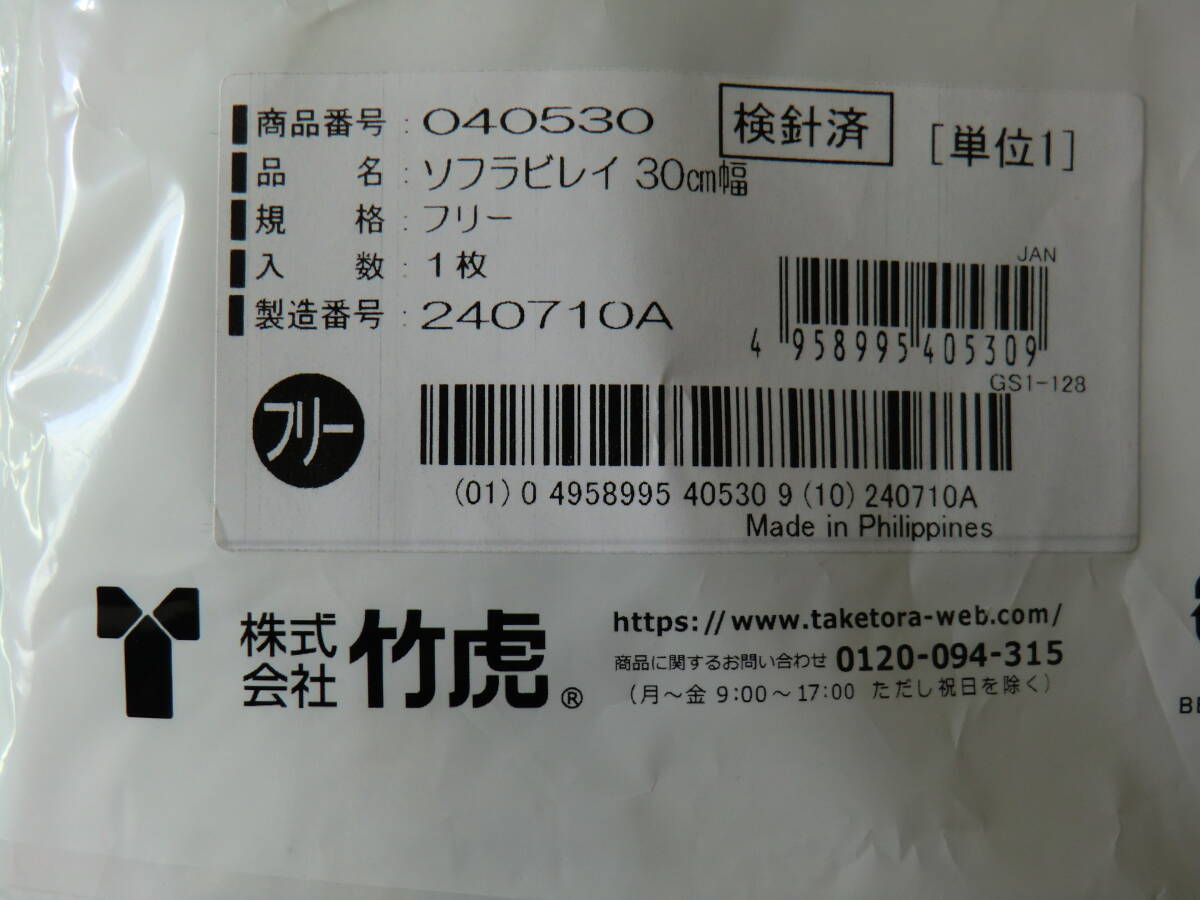 商品番号 : 040530
検針済
[単位1]
品 名 : ソフラビレイ 30cm幅
規 格 : フリー
入 数 : 1枚
製造番号 : 240710A
JAN
4 958995 405309
GS1-128
フリー
(01) 0 4958995 40530 9 (10) 240710A
Made in Philippines
株式会社 竹虎®
https://www.taketora-web.com/
商品に関するお問い合わせ 0120-094-315
(月〜金 9:00〜17:00 ただし祝日を除く)